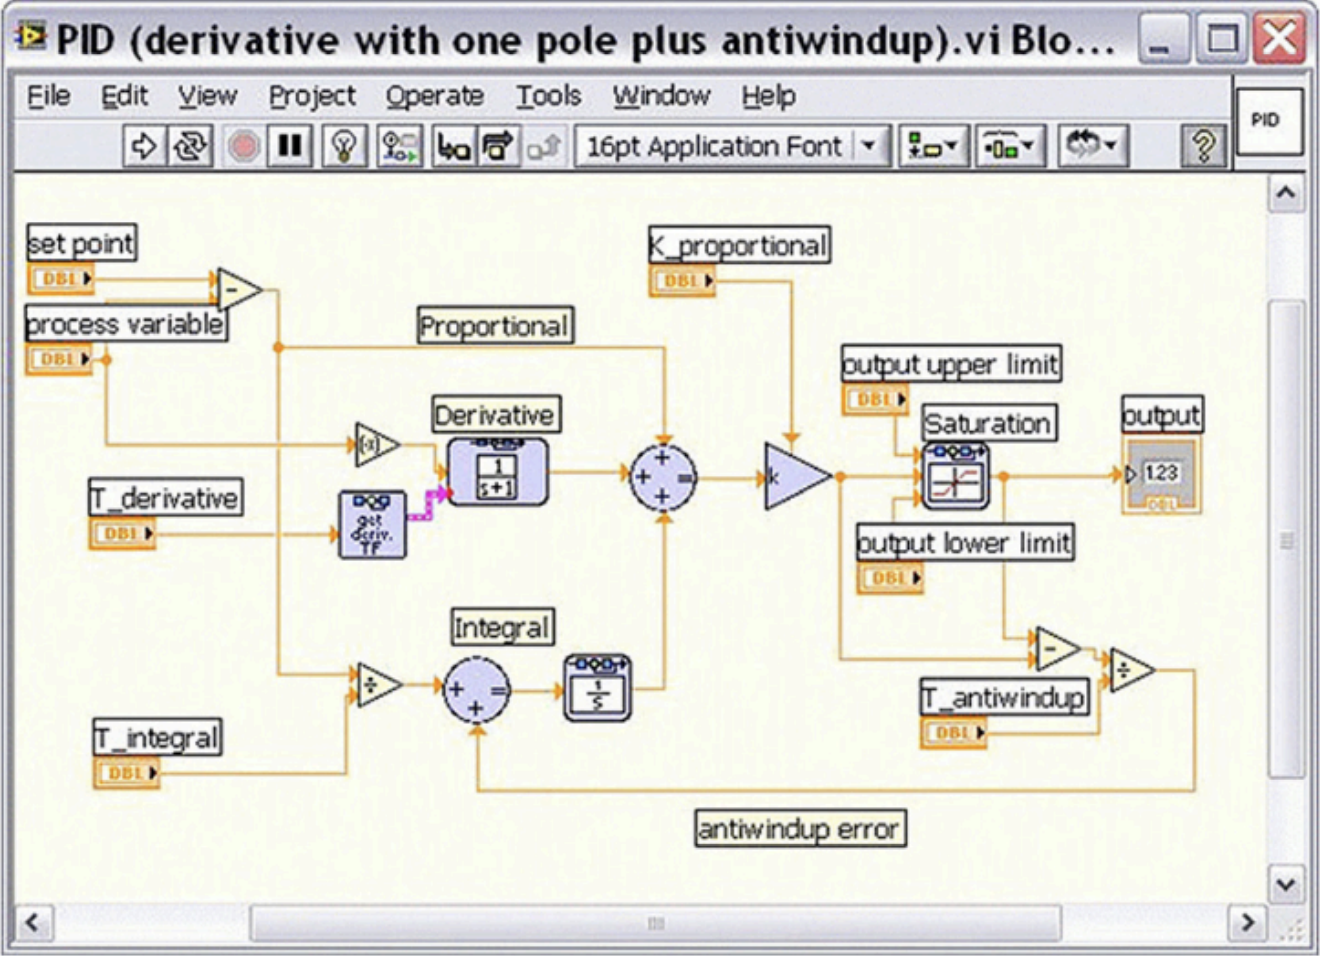 PID (derivative with one pole plus antiwindup).vi Blo...
File Edit View Project Operate Tools Window Help
PID
16pt Application Font
set point
DBL
K_proportional
DBL
process variable
DBL
Proportional
output upper limit
DBL
Derivative
Saturation
output
1.23
DBL
(-x)
1
s+1
k
T_derivative
DBL
get
deriv.
TF
output lower limit
DBL
Integral
1
s
T_antiwindup
DBL
T_integral
DBL
antiwindup error